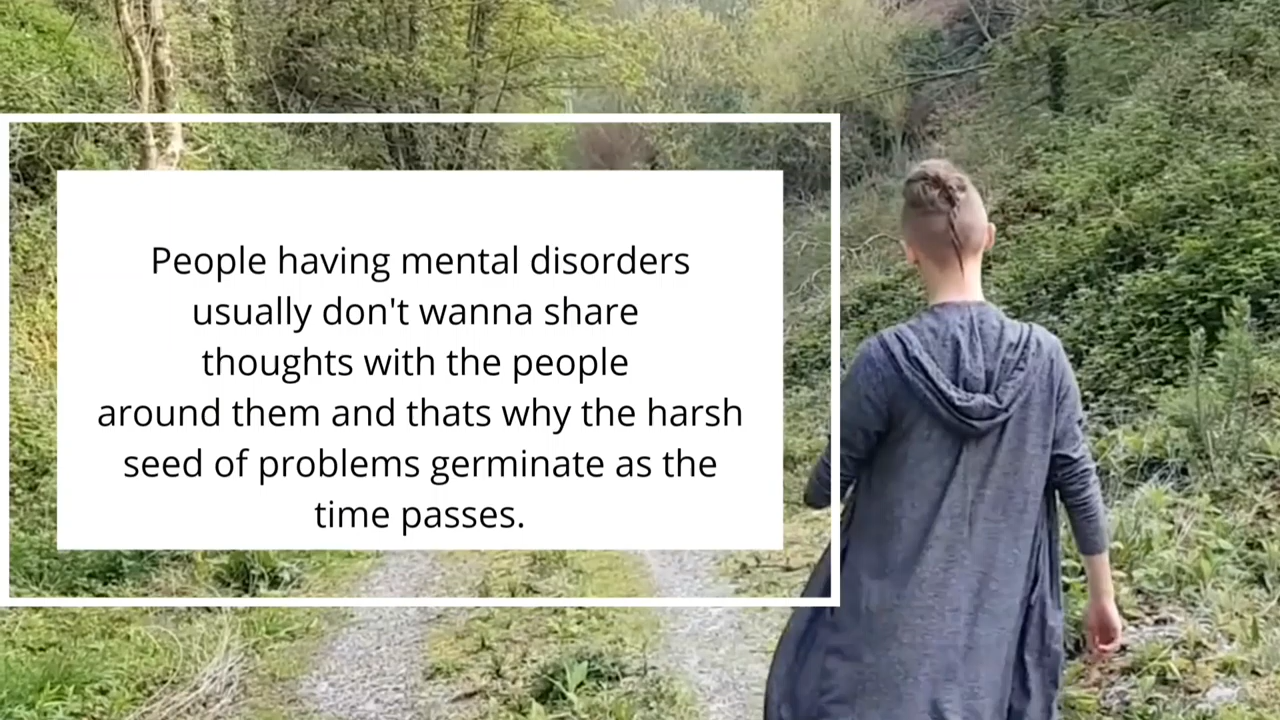 People having mental disorders
usually don't wanna share
thoughts with the people
around them and thats why the harsh
seed of problems germinate as the
time passes.